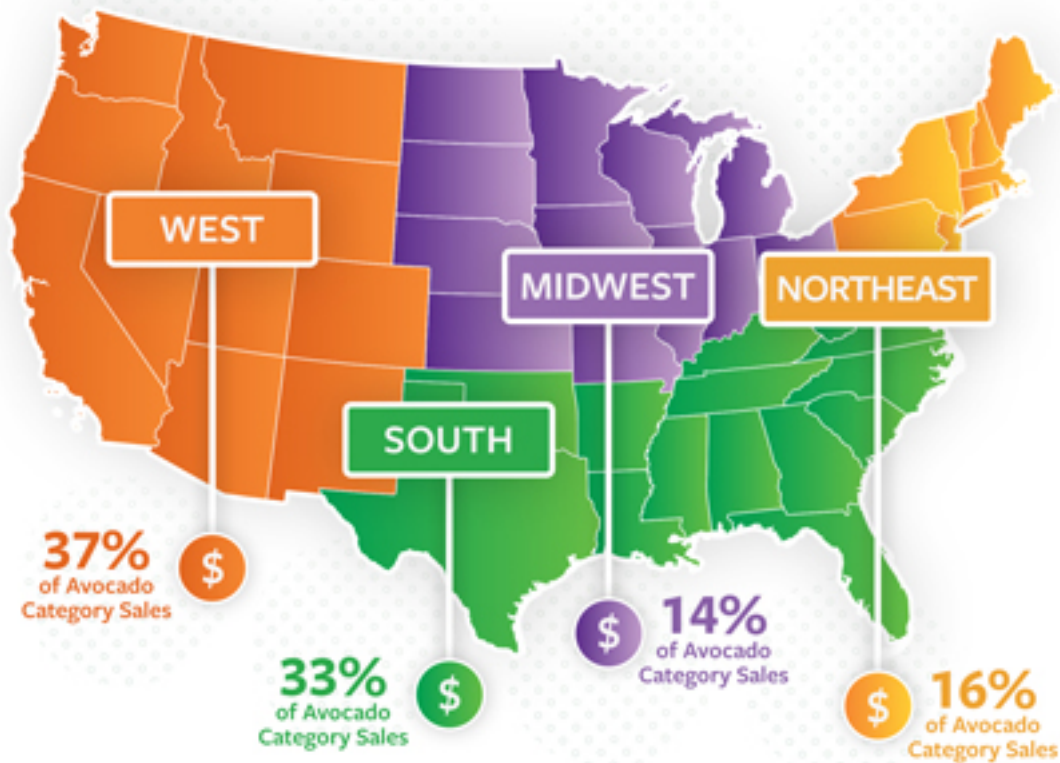 WEST
MIDWEST
NORTHEAST
SOUTH
37%
of Avocado
Category Sales
$
33%
of Avocado
Category Sales
$
$
14%
of Avocado
Category Sales
$
16%
of Avocado
Category Sales